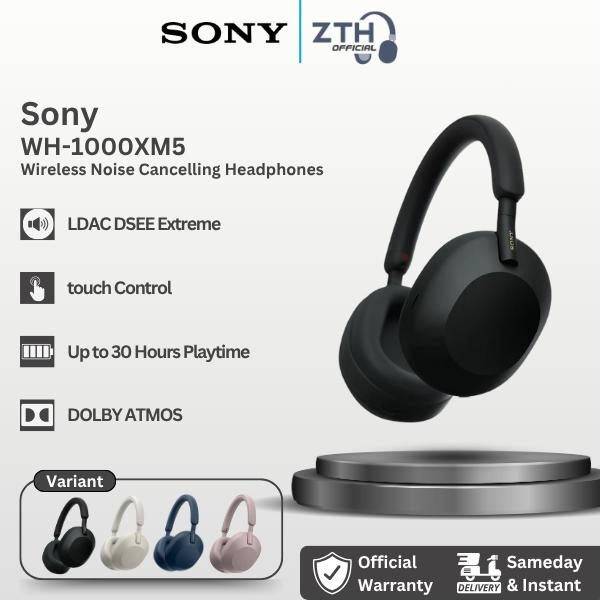 SONY
ZTH
OFFICIAL
Sony
WH-1000XM5
Wireless Noise Cancelling Headphones
LDAC DSEE Extreme
touch Control
Up to 30 Hours Playtime
DOLBY ATMOS
SONY
Variant
Official
Warranty
DELIVERY
Sameday
& Instant